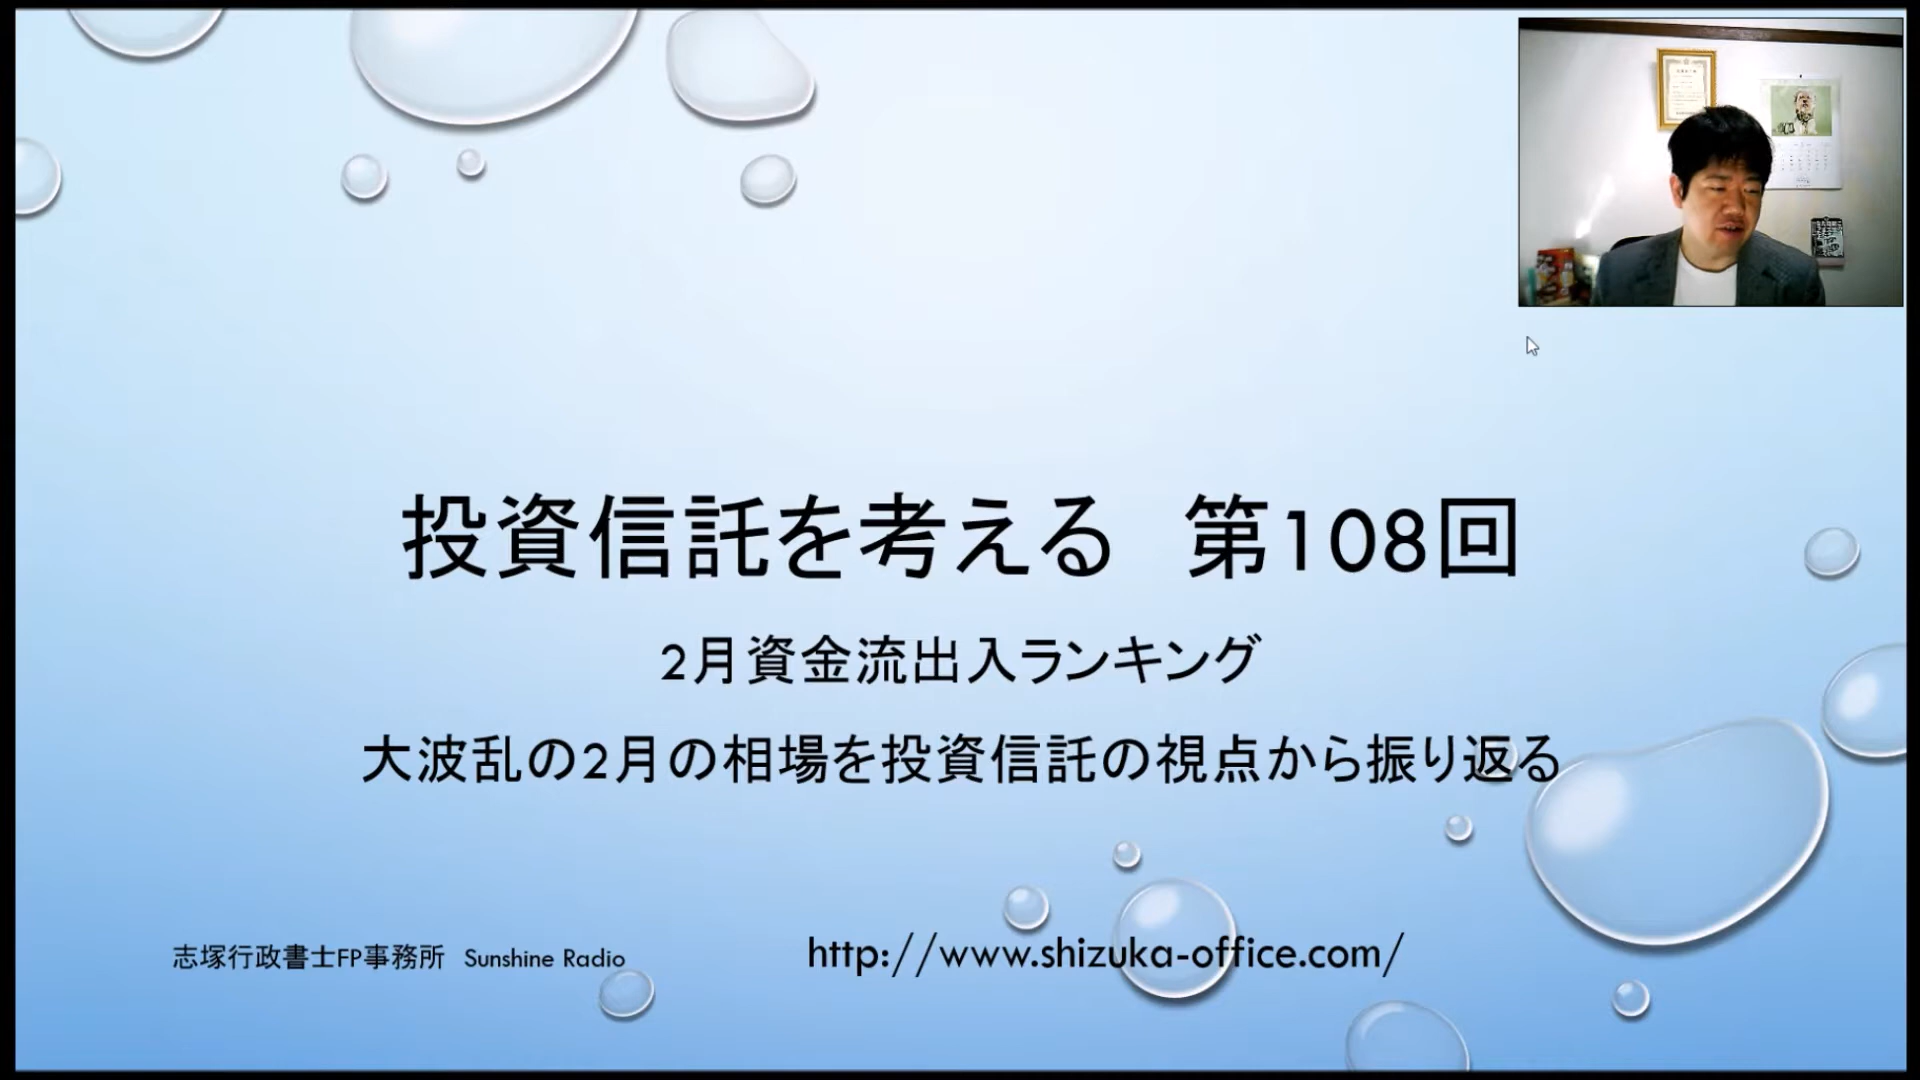 投資信託を考える　第108回
2月資金流出入ランキング
大波乱の2月の相場を投資信託の視点から振り返る
志塚行政書士FP事務所　Sunshine Radio
http://www.shizuka-office.com/